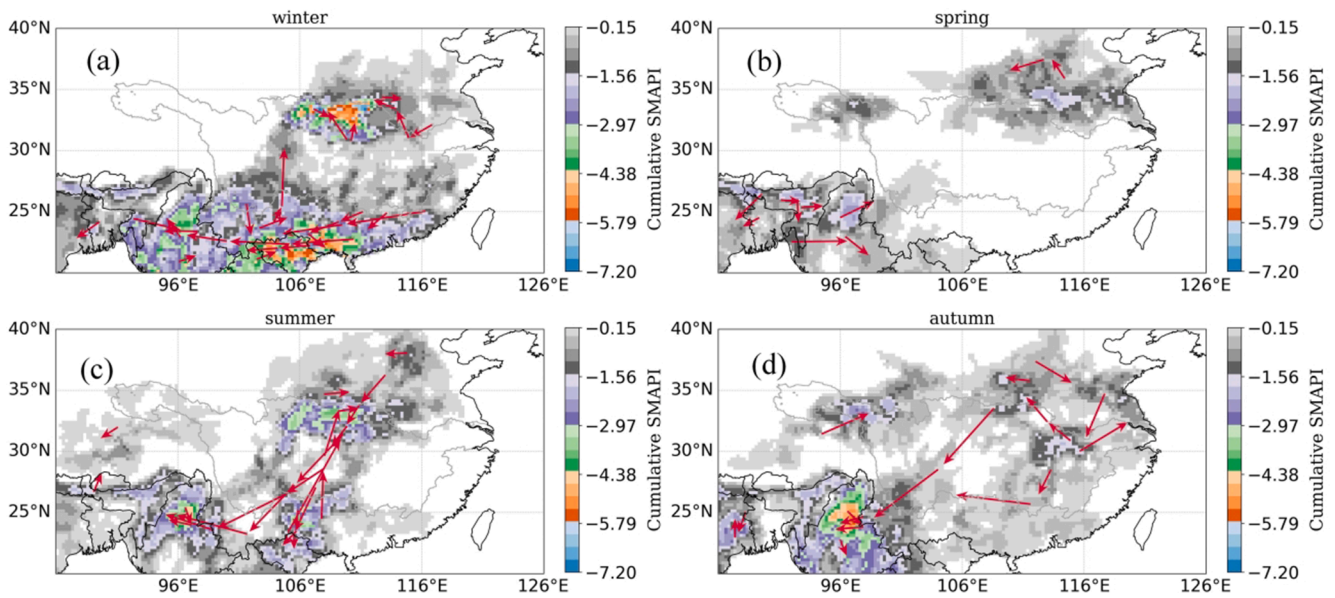 winter
(a)
40°N
35°N
30°N
25°N
96°E 106°E 116°E 126°E
−0.15
−1.56
−2.97
−4.38
−5.79
−7.20
Cumulative SMAPI
spring
(b)
40°N
35°N
30°N
25°N
96°E 106°E 116°E 126°E
−0.15
−1.56
−2.97
−4.38
−5.79
−7.20
Cumulative SMAPI
summer
(c)
40°N
35°N
30°N
25°N
96°E 106°E 116°E 126°E
−0.15
−1.56
−2.97
−4.38
−5.79
−7.20
Cumulative SMAPI
autumn
(d)
40°N
35°N
30°N
25°N
96°E 106°E 116°E 126°E
−0.15
−1.56
−2.97
−4.38
−5.79
−7.20
Cumulative SMAPI